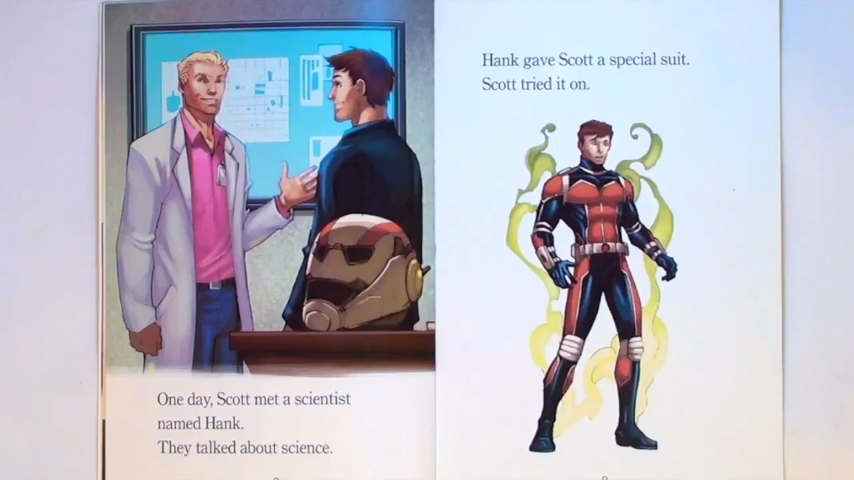 One day, Scott met a scientist
named Hank.
They talked about science.
Hank gave Scott a special suit.
Scott tried it on.